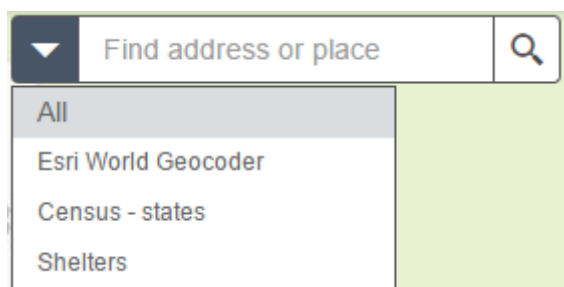 Find address or place
All
Esri World Geocoder
Census - states
Shelters